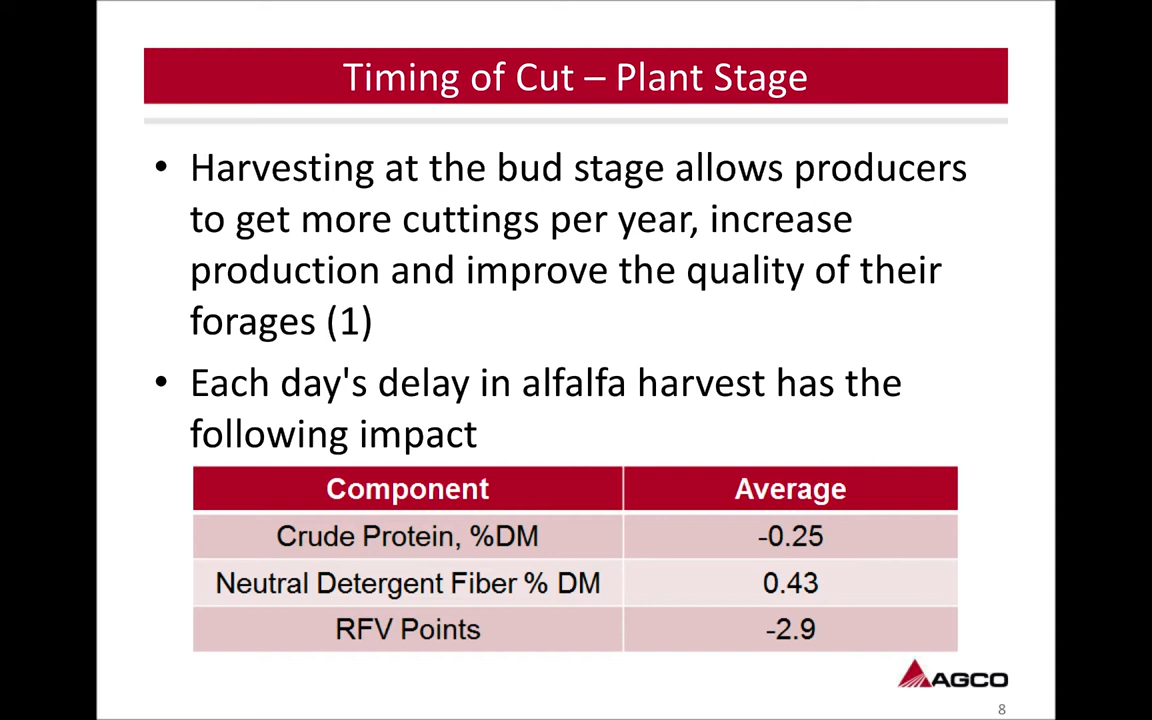 Timing of Cut – Plant Stage
• Harvesting at the bud stage allows producers
to get more cuttings per year, increase
production and improve the quality of their
forages (1)
• Each day's delay in alfalfa harvest has the
following impact
Component Average
Crude Protein, %DM -0.25
Neutral Detergent Fiber % DM 0.43
RFV Points -2.9
AGCO
8